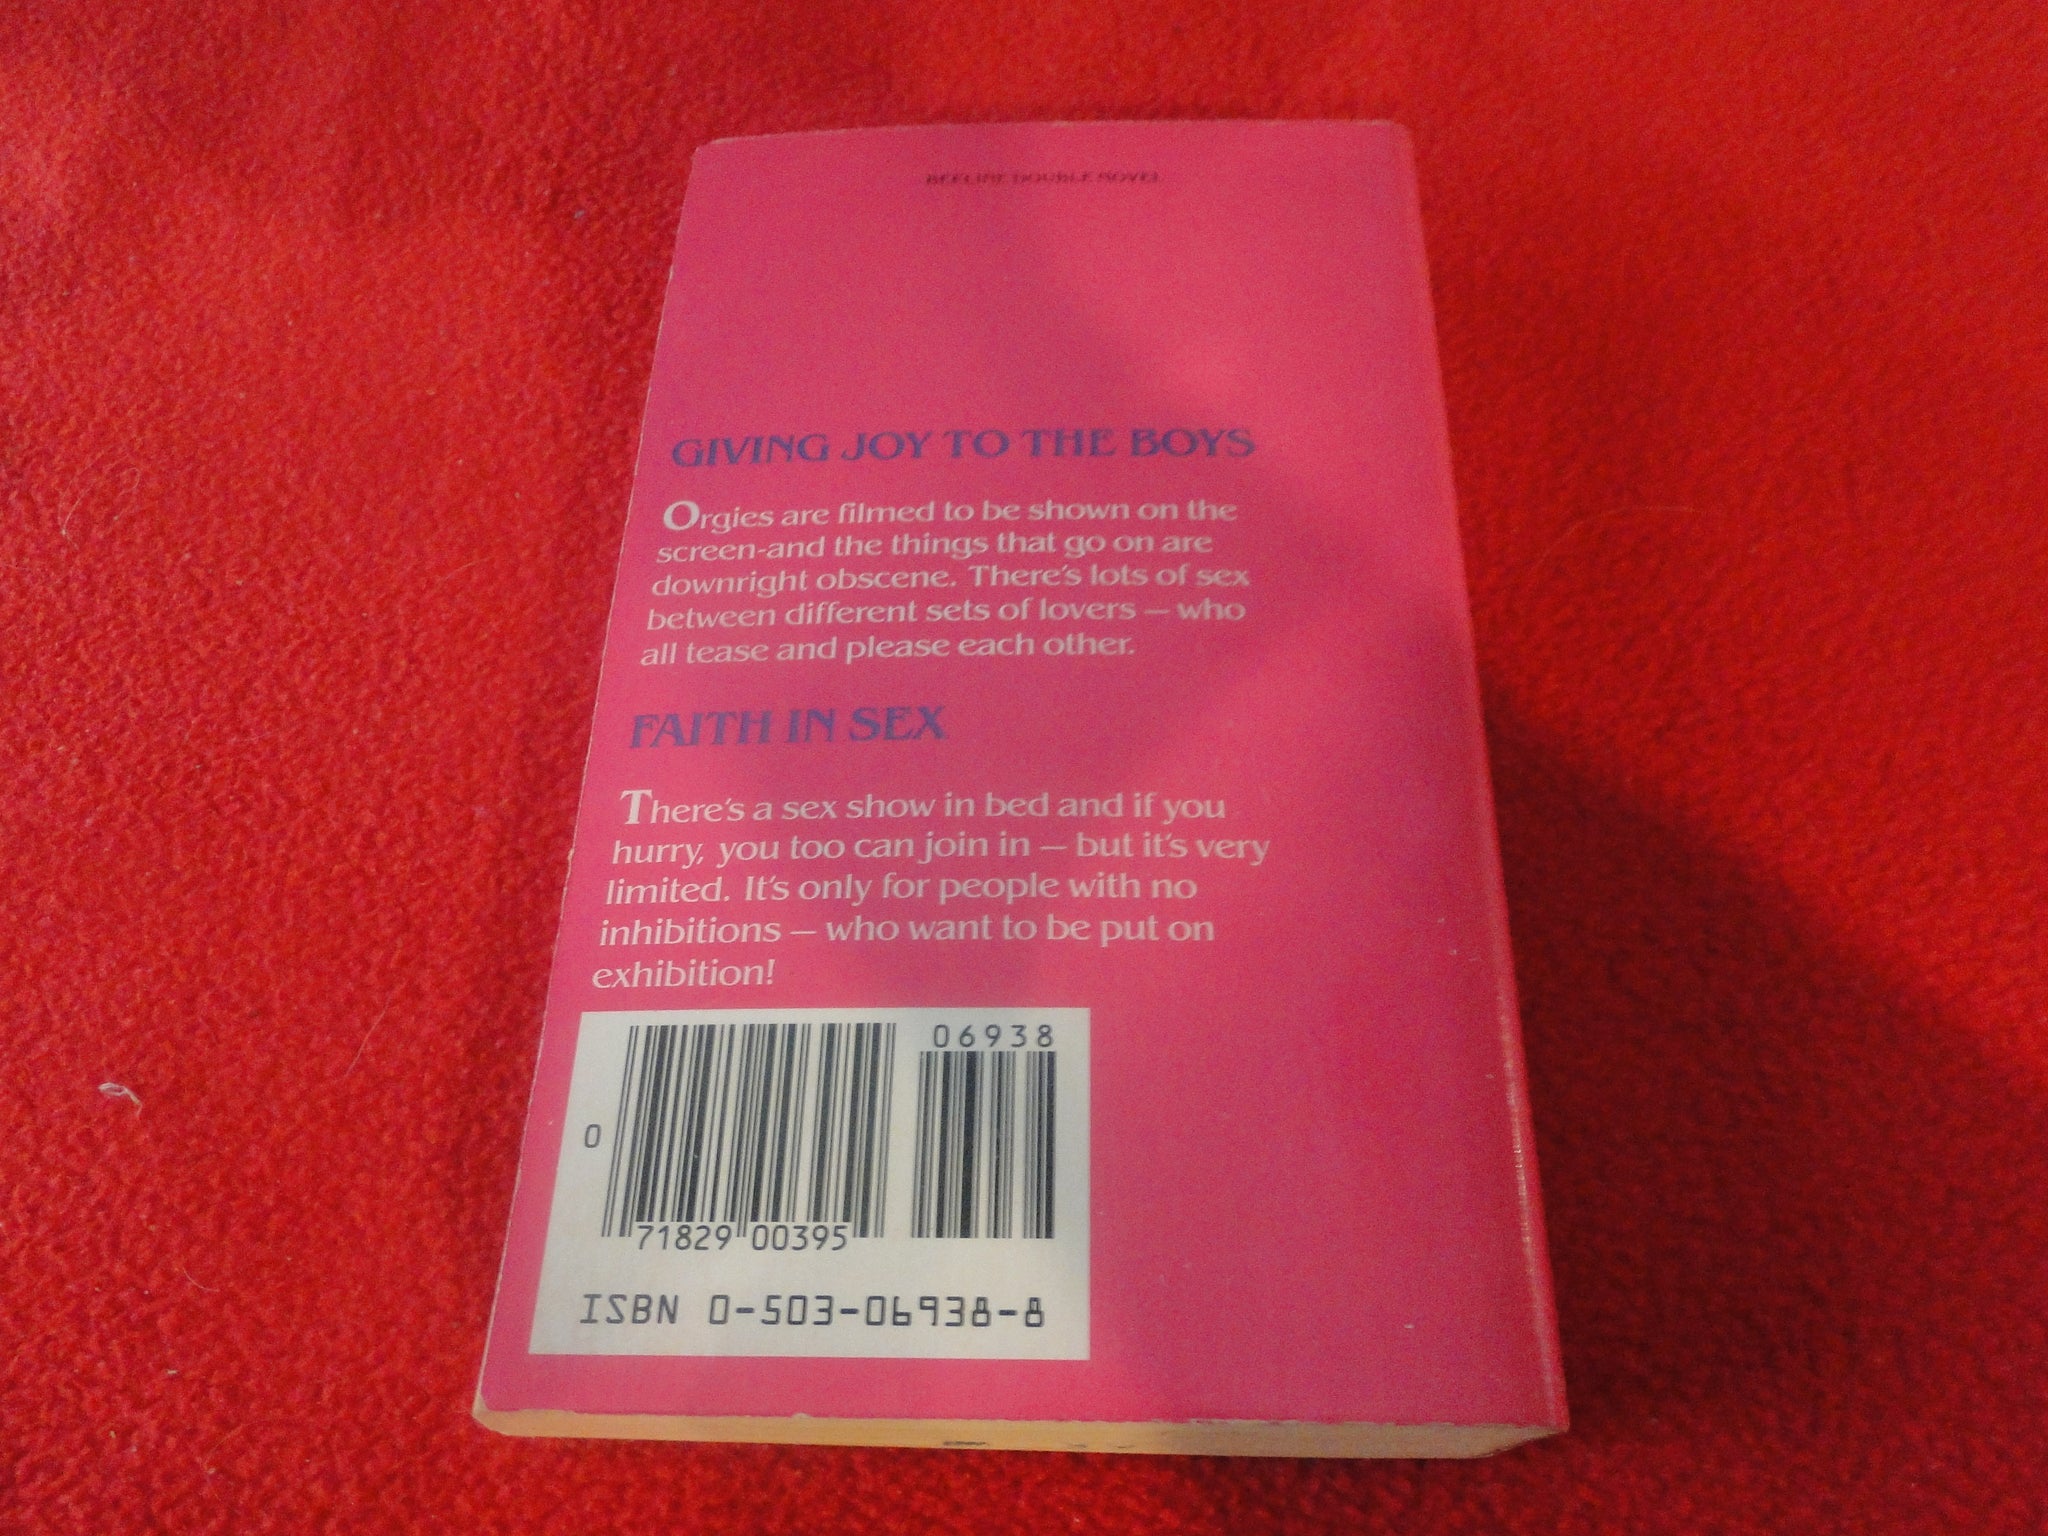 BEELINE DOUBLE NOVEL
GIVING JOY TO THE BOYS
Orgies are filmed to be shown on the
screen-and the things that go on are
downright obscene. There's lots of sex
between different sets of lovers — who
all tease and please each other.
FAITH IN SEX
There's a sex show in bed and if you
hurry, you too can join in — but it's very
limited. It's only for people with no
inhibitions — who want to be put on
exhibition!
06938
0
71829 00395
ISBN 0-503-06938-8